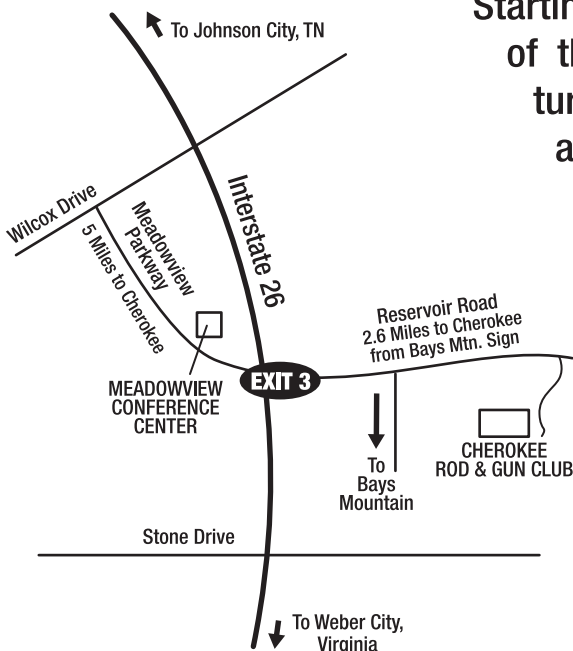 To Johnson City, TN
of
Wilcox Drive
Meadowview
Parkway
5 Miles to Cherokee
Interstate 26
Reservoir Road
2.6 Miles to Cherokee
from Bays Mtn. Sign
MEADOWVIEW
CONFERENCE
CENTER
EXIT 3
To
Bays
Mountain
CHEROKEE
ROD & GUN CLUB
Stone Drive
To Weber City,
Virginia